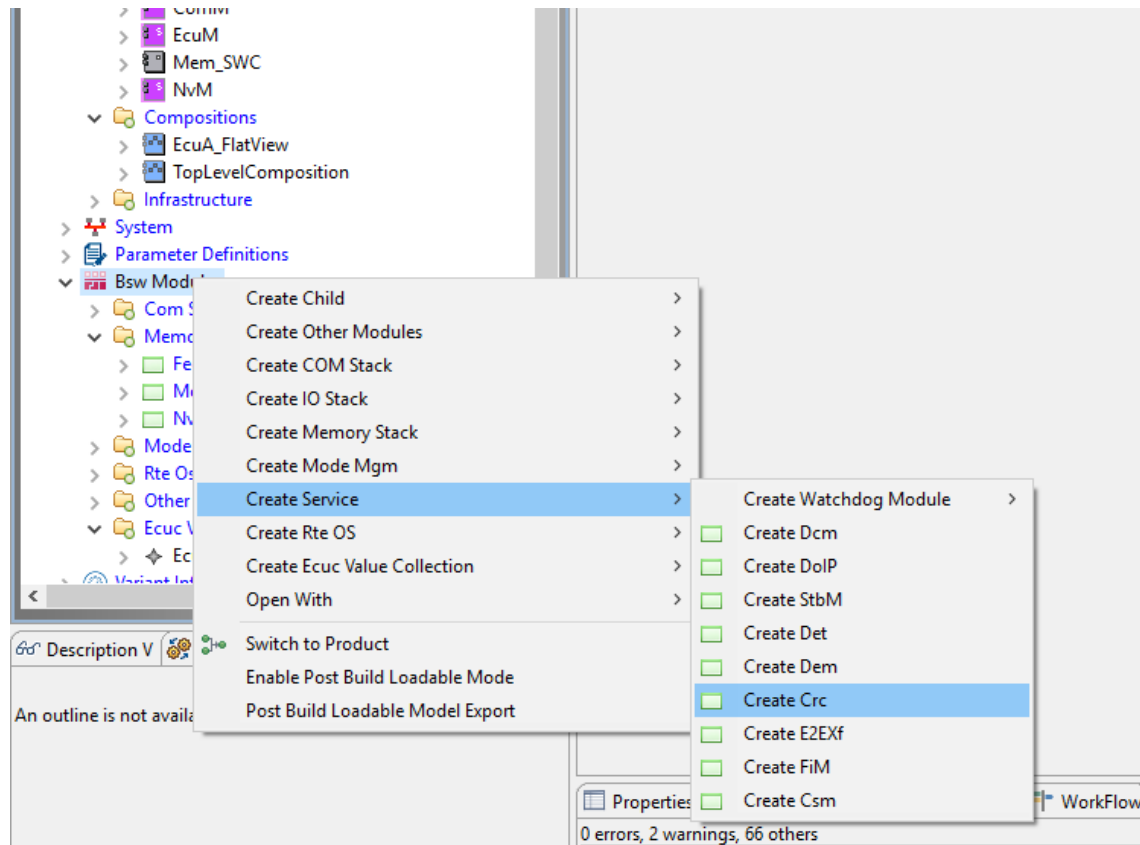 ComM
EcuM
Mem_SWC
NvM
Compositions
EcuA_FlatView
TopLevelComposition
Infrastructure
System
Parameter Definitions
Bsw Modul
Com S
Memo
Fe
Me
Nv
Mode
Rte Os
Other
Ecuc V
Ec
Variant Int
Create Child
Create Other Modules
Create COM Stack
Create IO Stack
Create Memory Stack
Create Mode Mgm
Create Service
Create Rte OS
Create Ecuc Value Collection
Open With
Switch to Product
Enable Post Build Loadable Mode
Post Build Loadable Model Export
Create Watchdog Module
Create Dcm
Create DoIP
Create StbM
Create Det
Create Dem
Create Crc
Create E2EXf
Create FiM
Create Csm
Description V
An outline is not availa
Properties
WorkFlow
0 errors, 2 warnings, 66 others